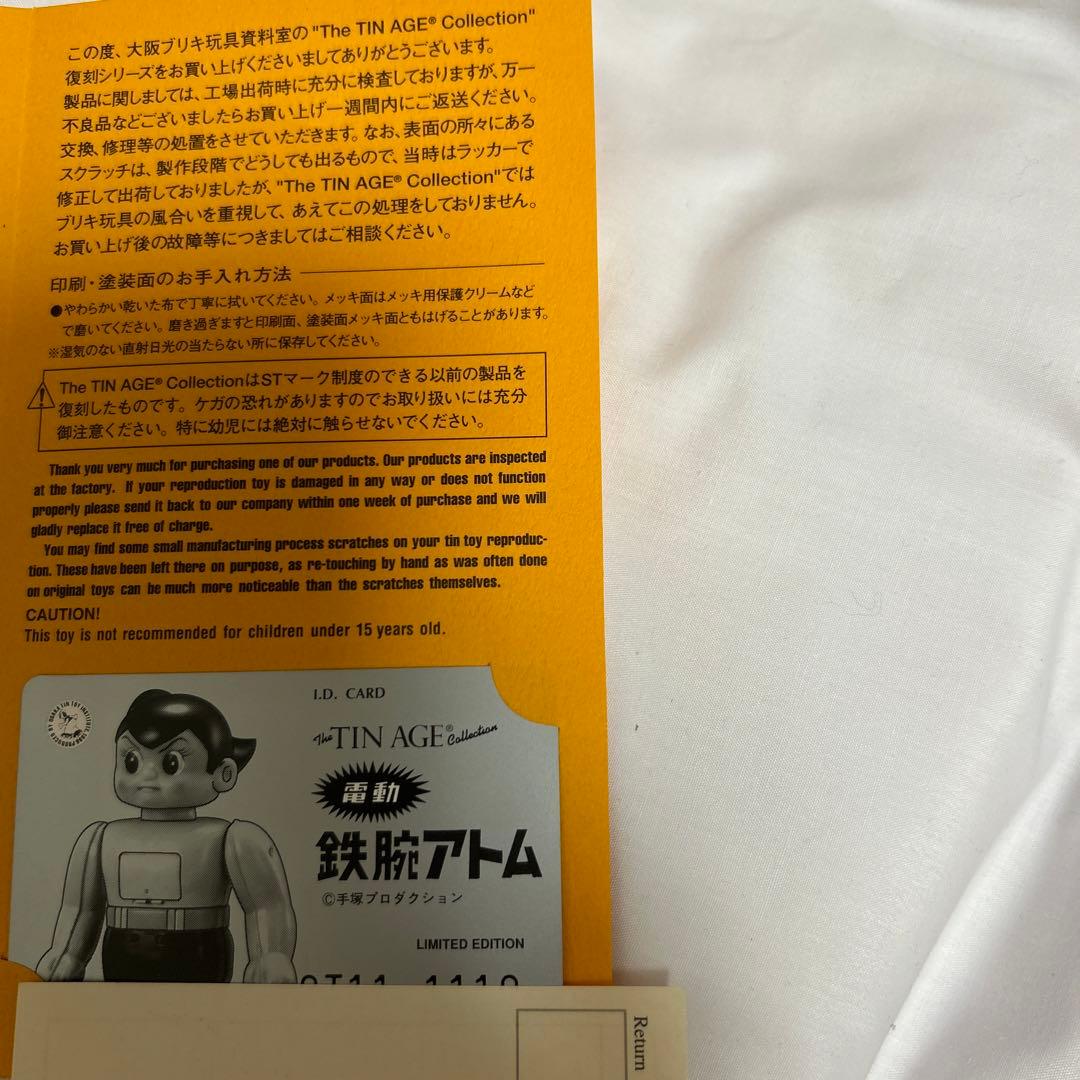 この度、大阪ブリキ玩具資料室の"The TIN AGE® Collection"
復刻シリーズをお買い上げくださいましてありがとうございます。
製品に関しましては、工場出荷時に充分に検査しておりますが、万一
不良品などございましたらお買い上げ一週間内にご返送ください。
交換、修理等の処置をさせていただきます。なお、表面の所々にある
スクラッチは、製作段階でどうしても出るもので、当時はラッカーで
修正して出荷しておりましたが、"The TIN AGE® Collection"では
ブリキ玩具の風合いを重視して、あえてこの処理をしておりません。
お買い上げ後の故障等につきましてはご相談ください。
印刷・塗装面のお手入れ方法
●やわらかい乾いた布で丁寧に拭いてください。メッキ面はメッキ用保護クリームなど
で磨いてください。磨き過ぎますと印刷面、塗装面メッキ面ともはげることがあります。
※湿気のない直射日光の当たらない所に保存してください。
The TIN AGE® CollectionはSTマーク制度のできる以前の製品を
復刻したものです。ケガの恐れがありますのでお取り扱いには充分
御注意ください。特に幼児には絶対に触らせないでください。
Thank you very much for purchasing one of our products. Our products are inspected
at the factory. If your reproduction toy is damaged in any way or does not function
properly please send it back to our company within one week of purchase and we will
gladly replace it free of charge.
You may find some small manufacturing process scratches on your tin toy reproduc-
tion. These have been left there on purpose, as re-touching by hand as was often done
on original toys can be much more noticeable than the scratches themselves.
CAUTION!
This toy is not recommended for children under 15 years old.
I.D. CARD
The TIN AGE® Collection
電動
鉄腕アトム
©手塚プロダクション
LIMITED EDITION
Return